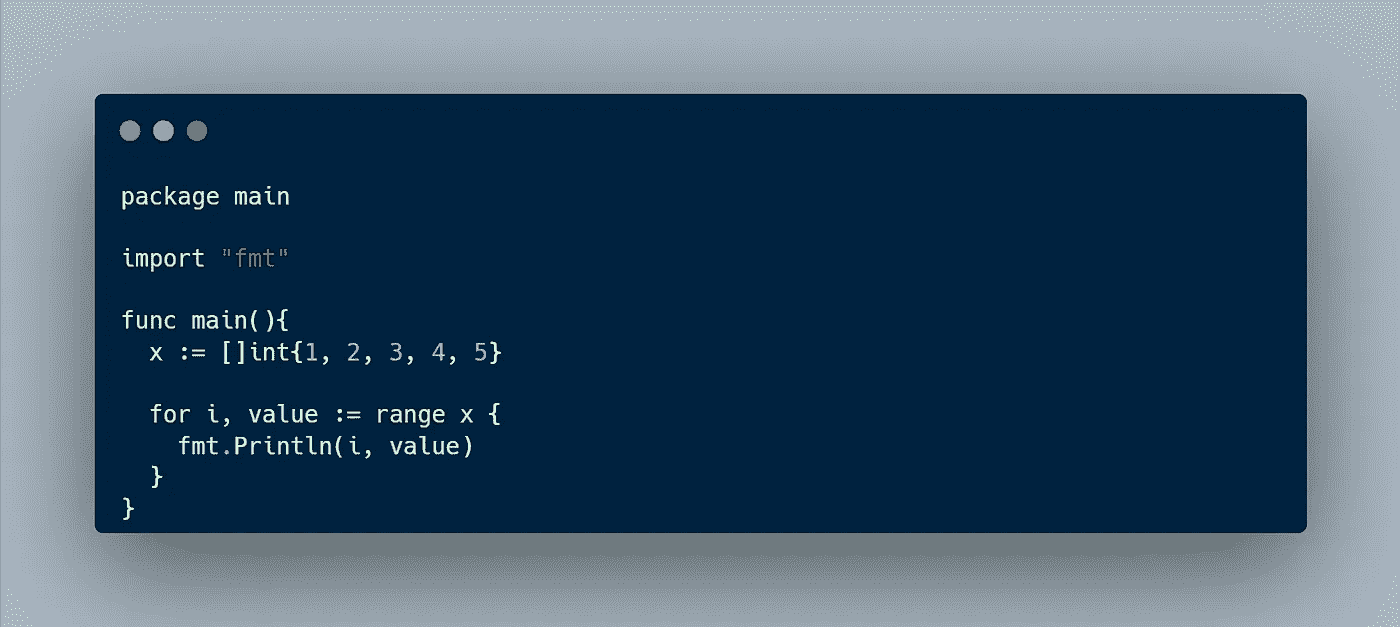 package main
import "fmt"
func main(){
x := []int{1, 2, 3, 4, 5}
for i, value := range x {
fmt.Println(i, value)
}
}